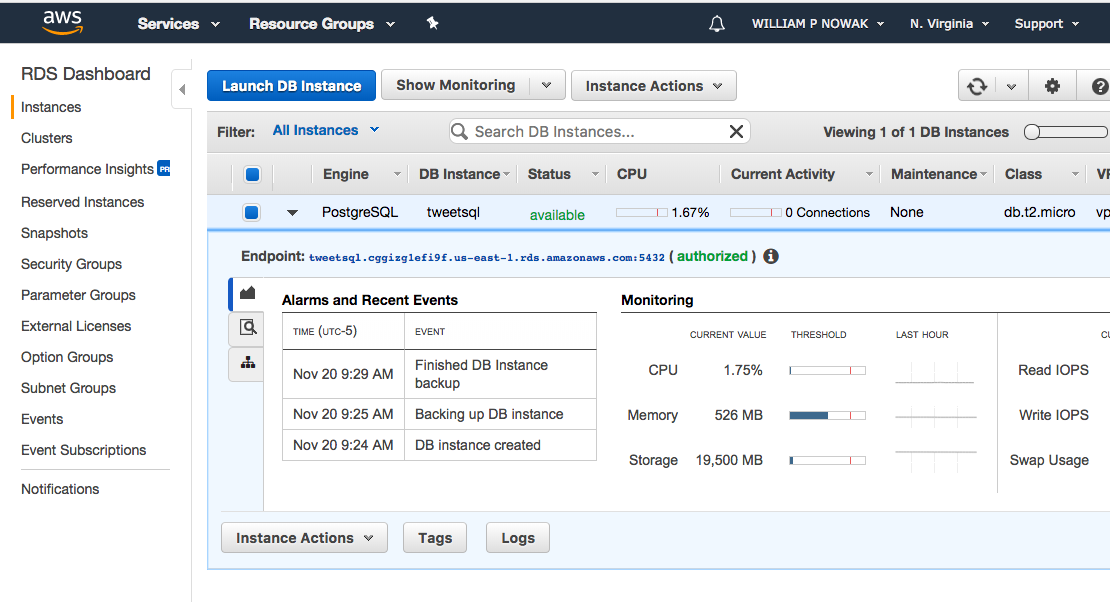 aws Services Resource Groups WILLIAM P NOWAK N. Virginia Support
RDS Dashboard
Instances
Clusters
Performance Insights PR
Reserved Instances
Snapshots
Security Groups
Parameter Groups
External Licenses
Option Groups
Subnet Groups
Events
Event Subscriptions
Notifications
Launch DB Instance Show Monitoring Instance Actions ?
Filter: All Instances Search DB Instances... Viewing 1 of 1 DB Instances
Engine DB Instance Status CPU Current Activity Maintenance Class VP
PostgreSQL tweetsql available 1.67% 0 Connections None db.t2.micro vp
Endpoint: tweetsql.cggizg1efi9f.us-east-1.rds.amazonaws.com:5432 ( authorized ) i
Alarms and Recent Events
TIME (UTC-5) EVENT
Nov 20 9:29 AM Finished DB Instance
backup
Nov 20 9:25 AM Backing up DB instance
Nov 20 9:24 AM DB instance created
Monitoring
CURRENT VALUE THRESHOLD LAST HOUR CU
CPU 1.75% Read IOPS
Memory 526 MB Write IOPS
Storage 19,500 MB Swap Usage
Instance Actions Tags Logs